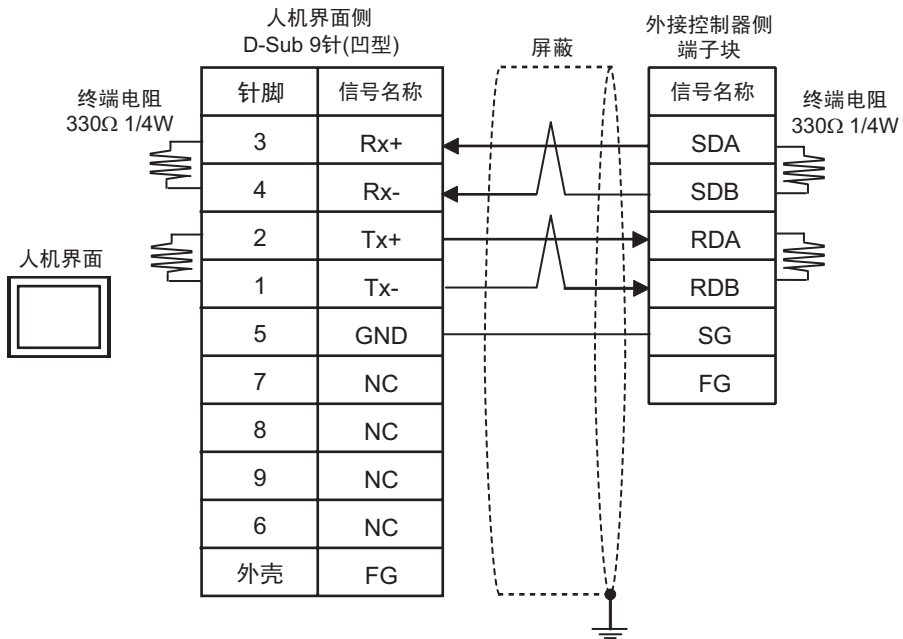 人机界面侧
D-Sub 9针(凹型)
屏蔽
外接控制器侧
端子块
终端电阻
330Ω 1/4W
终端电阻
330Ω 1/4W
人机界面
针脚 信号名称
3 Rx+
4 Rx-
2 Tx+
1 Tx-
5 GND
7 NC
8 NC
9 NC
6 NC
外壳 FG
信号名称
SDA
SDB
RDA
RDB
SG
FG